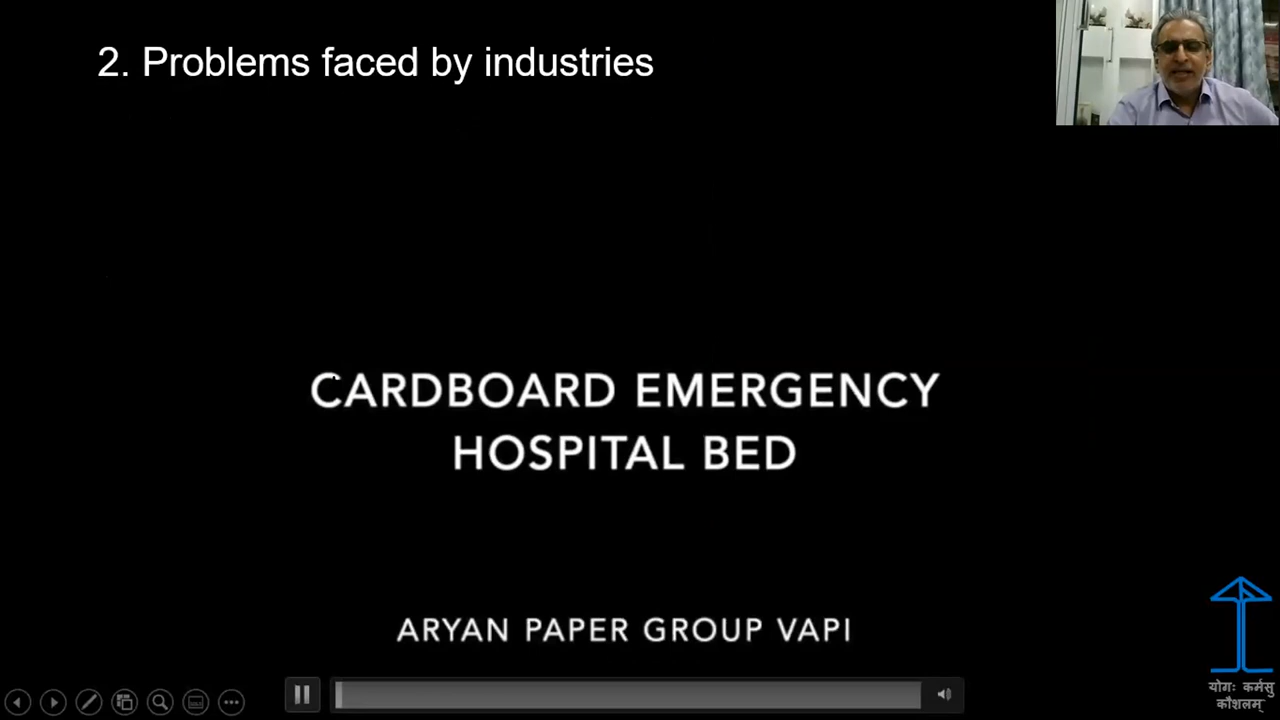 2. Problems faced by industries
CARDBOARD EMERGENCY
HOSPITAL BED
ARYAN PAPER GROUP VAPI
योगः कर्मसु
कौशलम्